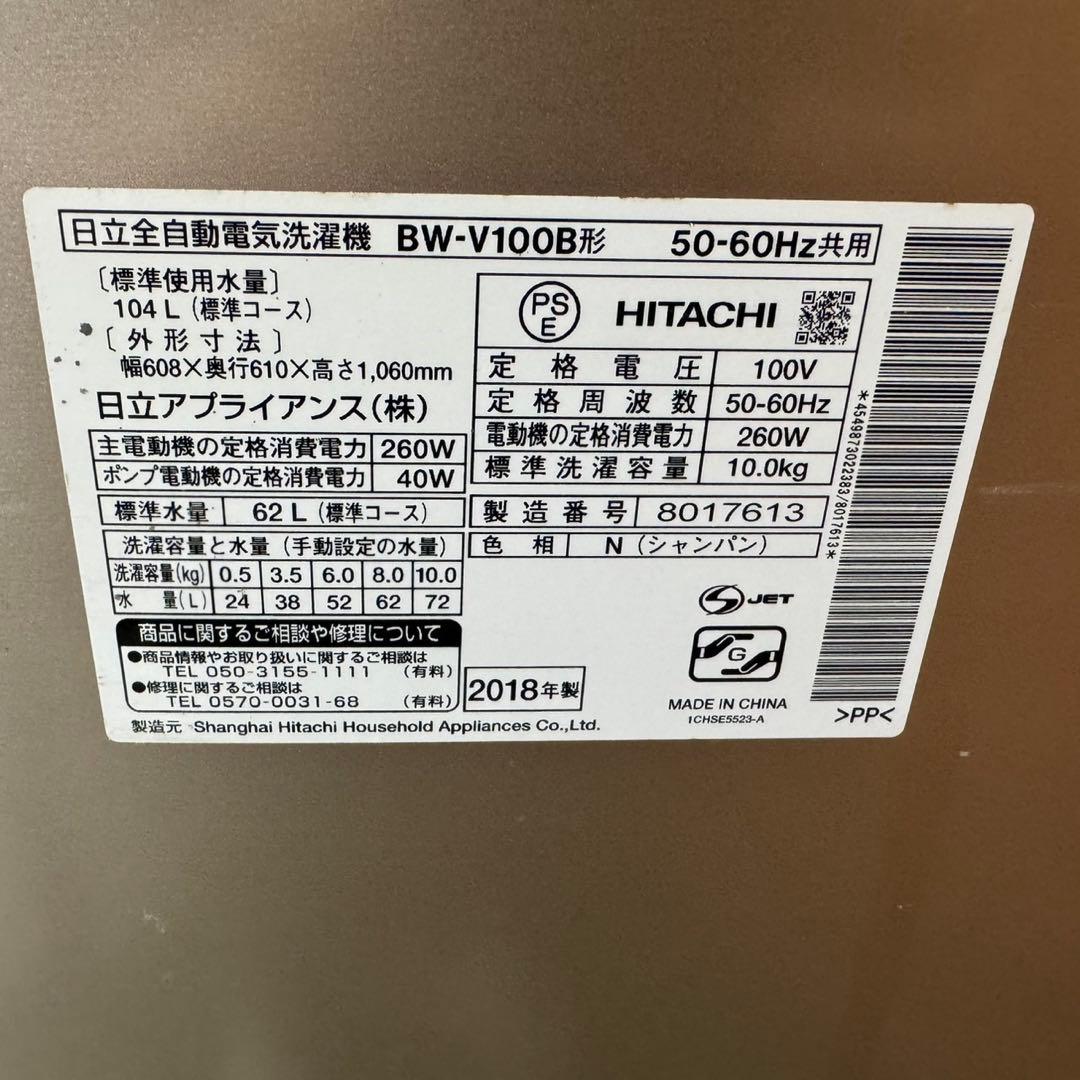 日立全自動電気洗濯機 BW-V100B形 50-60Hz共用
〔標準使用水量〕
104 L (標準コース)
〔外形寸法〕
幅608×奥行610×高さ1,060mm
日立アプライアンス(株)
主電動機の定格消費電力 260W
ポンプ電動機の定格消費電力 40W
標準水量 62 L (標準コース)
洗濯容量と水量 (手動設定の水量)
洗濯容量(kg) 0.5 3.5 6.0 8.0 10.0
水量(L) 24 38 52 62 72
商品に関するご相談や修理について
●商品情報やお取り扱いに関するご相談は
TEL 050-3155-1111 (有料)
●修理に関するご相談は
TEL 0570-0031-68 (有料)
製造元 Shanghai Hitachi Household Appliances Co.,Ltd.
PS
E
HITACHI
定格電圧 100V
定格周波数 50-60Hz
電動機の定格消費電力 260W
標準洗濯容量 10.0kg
製造番号 8017613
色相 N (シャンパン)
S JET
G
2018年製
MADE IN CHINA
1CHSE5523-A
>PP<
*4549873022383/8017613*